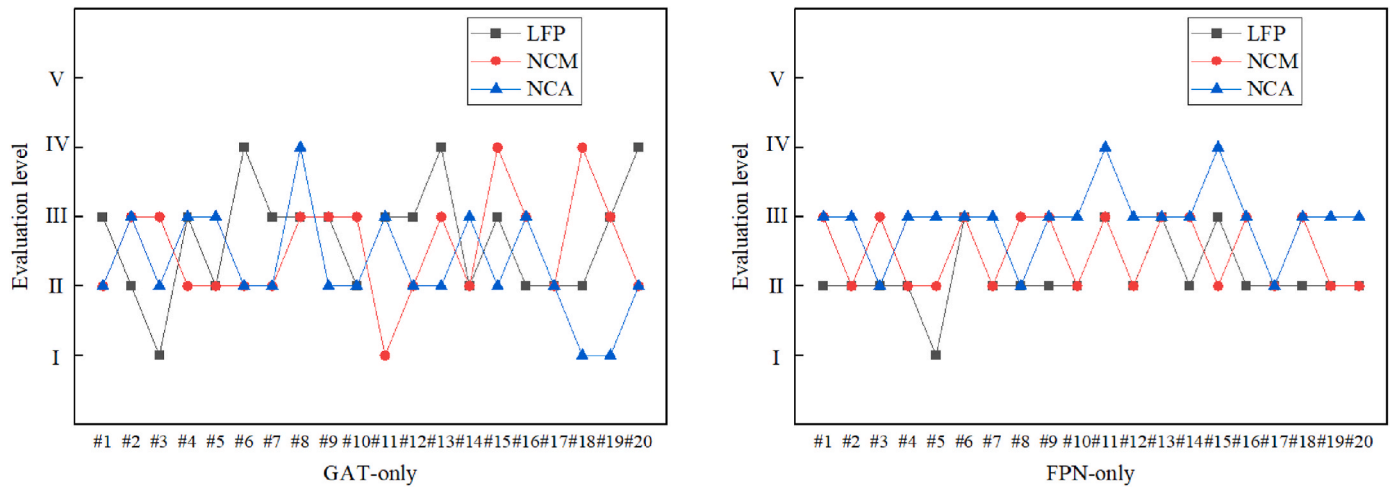 LFP
NCM
NCA
V
IV
III
II
I
Evaluation level
#1 #2 #3 #4 #5 #6 #7 #8 #9 #10 #11 #12 #13 #14 #15 #16 #17 #18 #19 #20
GAT-only
LFP
NCM
NCA
V
IV
III
II
I
Evaluation level
#1 #2 #3 #4 #5 #6 #7 #8 #9 #10 #11 #12 #13 #14 #15 #16 #17 #18 #19 #20
FPN-only